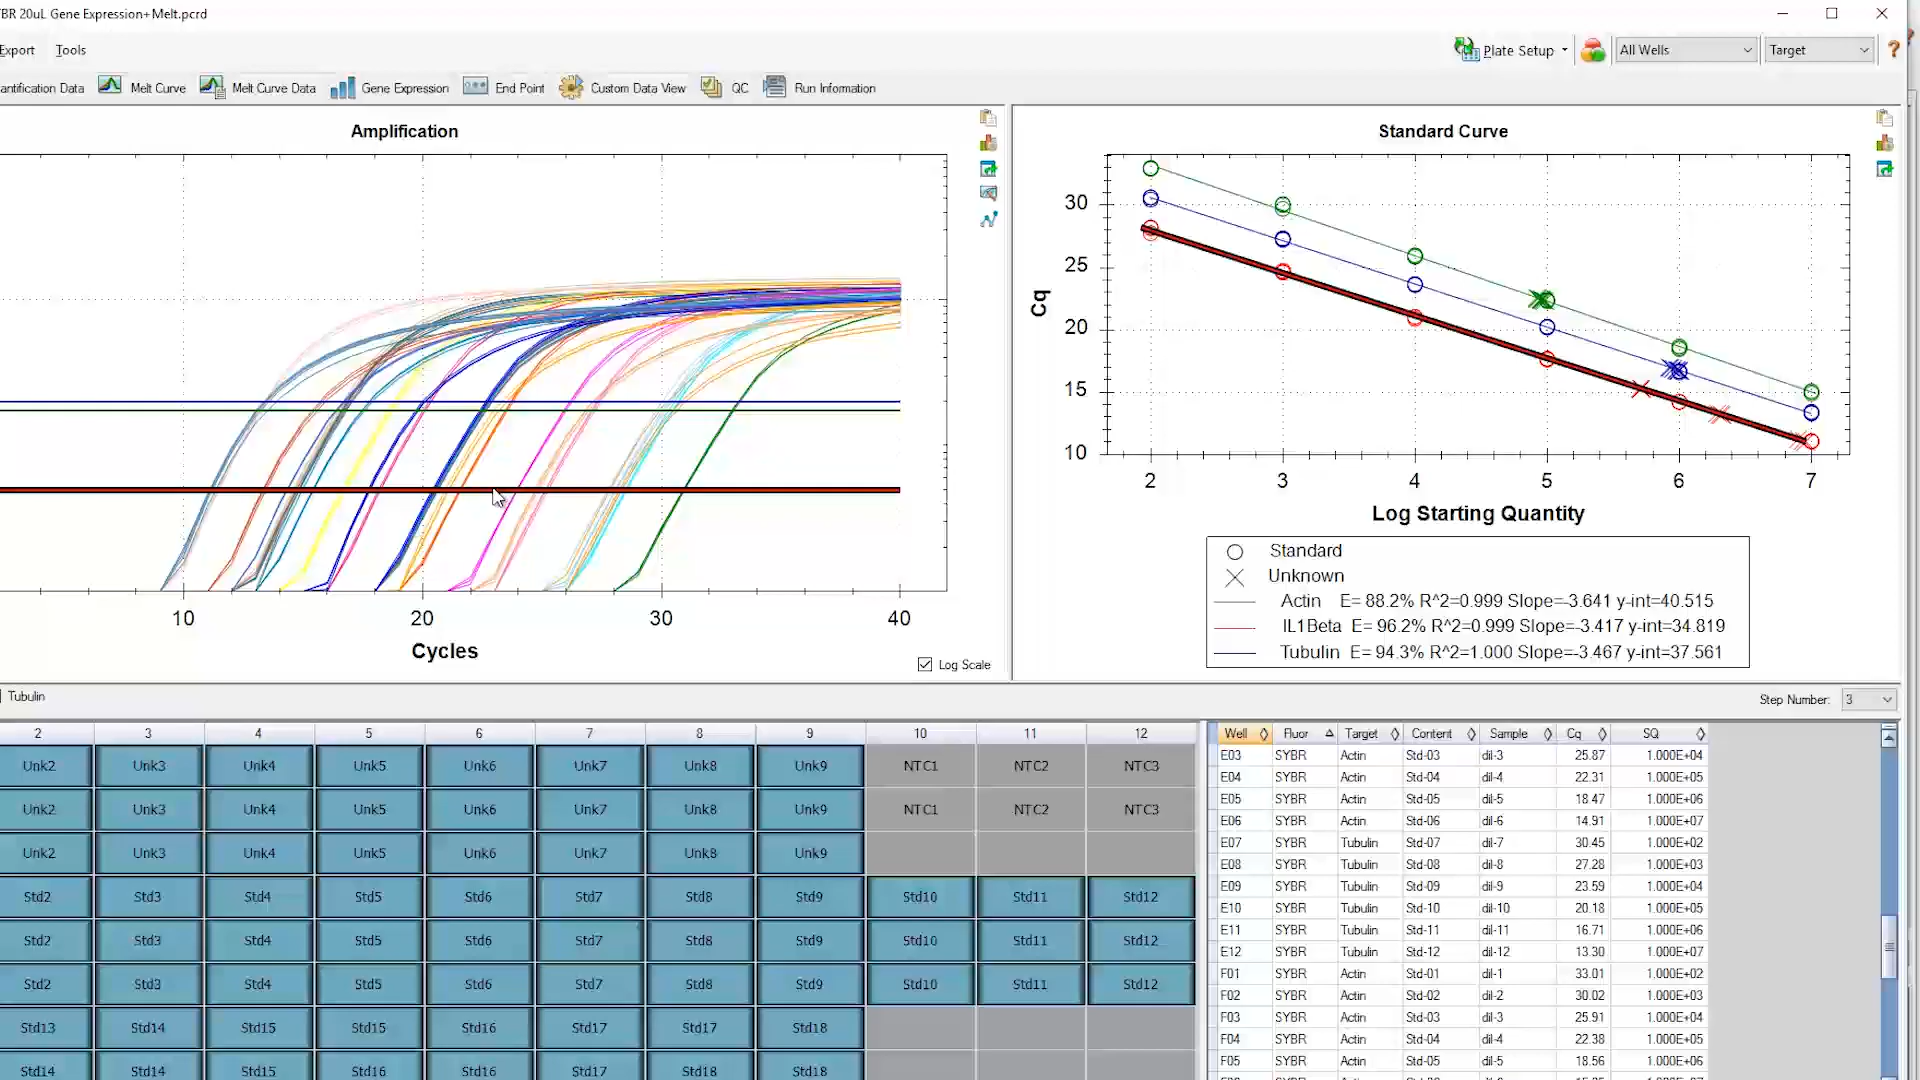 BR 20uL Gene Expression+Melt.pcrd
Export Tools
Plate Setup All Wells Target
antification Data Melt Curve Melt Curve Data Gene Expression End Point Custom Data View QC Run Information
Amplification
10 20 30 40
Cycles
Log Scale
Standard Curve
Cq
30
25
20
15
10
2 3 4 5 6 7
Log Starting Quantity
Standard
Unknown
Actin E= 88.2% R^2=0.999 Slope=-3.641 y-int=40.515
IL1Beta E= 96.2% R^2=0.999 Slope=-3.417 y-int=34.819
Tubulin E= 94.3% R^2=1.000 Slope=-3.467 y-int=37.561
Tubulin
Step Number: 3
2 3 4 5 6 7 8 9 10 11 12
Unk2 Unk3 Unk4 Unk5 Unk6 Unk7 Unk8 Unk9 NTC1 NTC2 NTC3
Unk2 Unk3 Unk4 Unk5 Unk6 Unk7 Unk8 Unk9 NTC1 NTC2 NTC3
Unk2 Unk3 Unk4 Unk5 Unk6 Unk7 Unk8 Unk9
Std2 Std3 Std4 Std5 Std6 Std7 Std8 Std9 Std10 Std11 Std12
Std2 Std3 Std4 Std5 Std6 Std7 Std8 Std9 Std10 Std11 Std12
Std2 Std3 Std4 Std5 Std6 Std7 Std8 Std9 Std10 Std11 Std12
Std13 Std14 Std15 Std15 Std16 Std17 Std17 Std18
Std14 Std14 Std15 Std16 Std16 Std17 Std18 Std18
Well Fluor Target Content Sample Cq SQ
E03 SYBR Actin Std-03 dil-3 25.87 1.000E+04
E04 SYBR Actin Std-04 dil-4 22.31 1.000E+05
E05 SYBR Actin Std-05 dil-5 18.47 1.000E+06
E06 SYBR Actin Std-06 dil-6 14.91 1.000E+07
E07 SYBR Tubulin Std-07 dil-7 30.45 1.000E+02
E08 SYBR Tubulin Std-08 dil-8 27.28 1.000E+03
E09 SYBR Tubulin Std-09 dil-9 23.59 1.000E+04
E10 SYBR Tubulin Std-10 dil-10 20.18 1.000E+05
E11 SYBR Tubulin Std-11 dil-11 16.71 1.000E+06
E12 SYBR Tubulin Std-12 dil-12 13.30 1.000E+07
F01 SYBR Actin Std-01 dil-1 33.01 1.000E+02
F02 SYBR Actin Std-02 dil-2 30.02 1.000E+03
F03 SYBR Actin Std-03 dil-3 25.91 1.000E+04
F04 SYBR Actin Std-04 dil-4 22.38 1.000E+05
F05 SYBR Actin Std-05 dil-5 18.56 1.000E+06